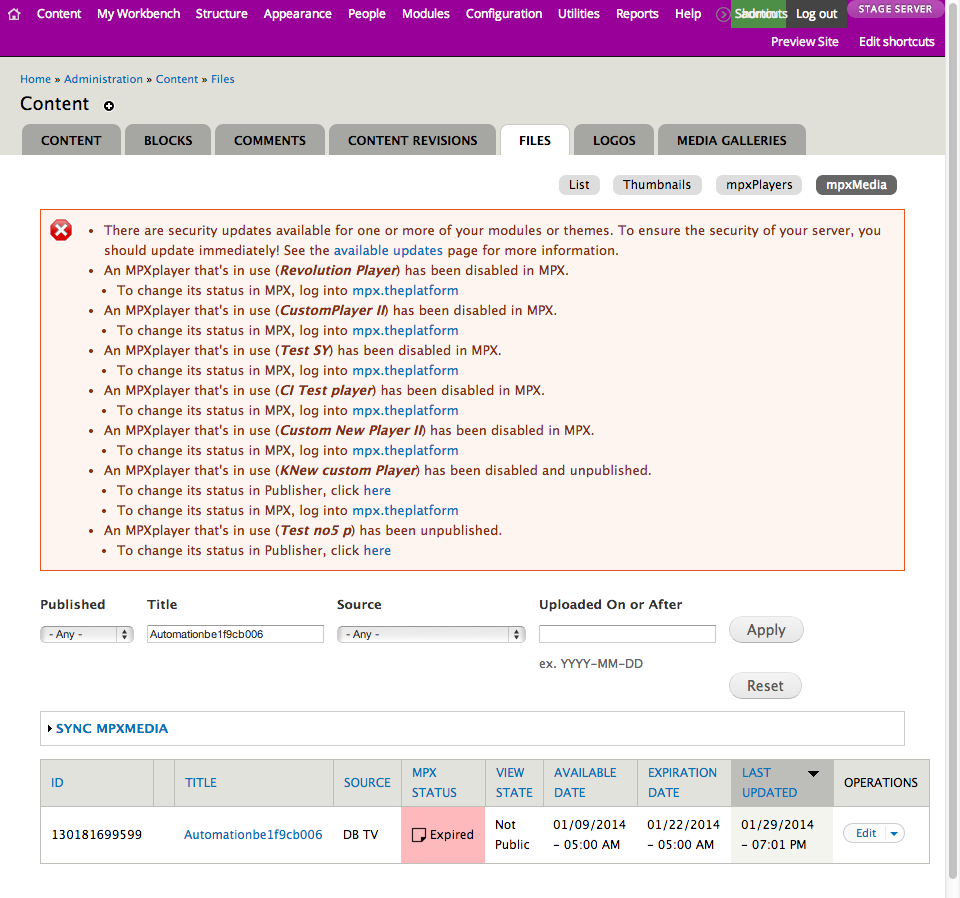 Content My Workbench Structure Appearance People Modules Configuration Utilities Reports Help Shortcuts Log out STAGE SERVER
Preview Site Edit shortcuts
Home » Administration » Content » Files
Content
CONTENT BLOCKS COMMENTS CONTENT REVISIONS FILES LOGOS MEDIA GALLERIES
List Thumbnails mpxPlayers mpxMedia
• There are security updates available for one or more of your modules or themes. To ensure the security of your server, you
should update immediately! See the available updates page for more information.
• An MPXplayer that's in use (Revolution Player) has been disabled in MPX.
• To change its status in MPX, log into mpx.theplatform
• An MPXplayer that's in use (CustomPlayer II) has been disabled in MPX.
• To change its status in MPX, log into mpx.theplatform
• An MPXplayer that's in use (Test SY) has been disabled in MPX.
• To change its status in MPX, log into mpx.theplatform
• An MPXplayer that's in use (CI Test player) has been disabled in MPX.
• To change its status in MPX, log into mpx.theplatform
• An MPXplayer that's in use (Custom New Player II) has been disabled in MPX.
• To change its status in MPX, log into mpx.theplatform
• An MPXplayer that's in use (KNew custom Player) has been disabled and unpublished.
• To change its status in Publisher, click here
• To change its status in MPX, log into mpx.theplatform
• An MPXplayer that's in use (Test no5 p) has been unpublished.
• To change its status in Publisher, click here
Published Title Source Uploaded On or After
- Any - Automationbe1f9cb006 - Any - Apply
ex. YYYY-MM-DD
Reset
SYNC MPXMEDIA
ID TITLE SOURCE MPX STATUS VIEW STATE AVAILABLE DATE EXPIRATION DATE LAST UPDATED OPERATIONS
130181699599 Automationbe1f9cb006 DB TV Expired Not Public 01/09/2014 - 05:00 AM 01/22/2014 - 05:00 AM 01/29/2014 - 07:01 PM Edit